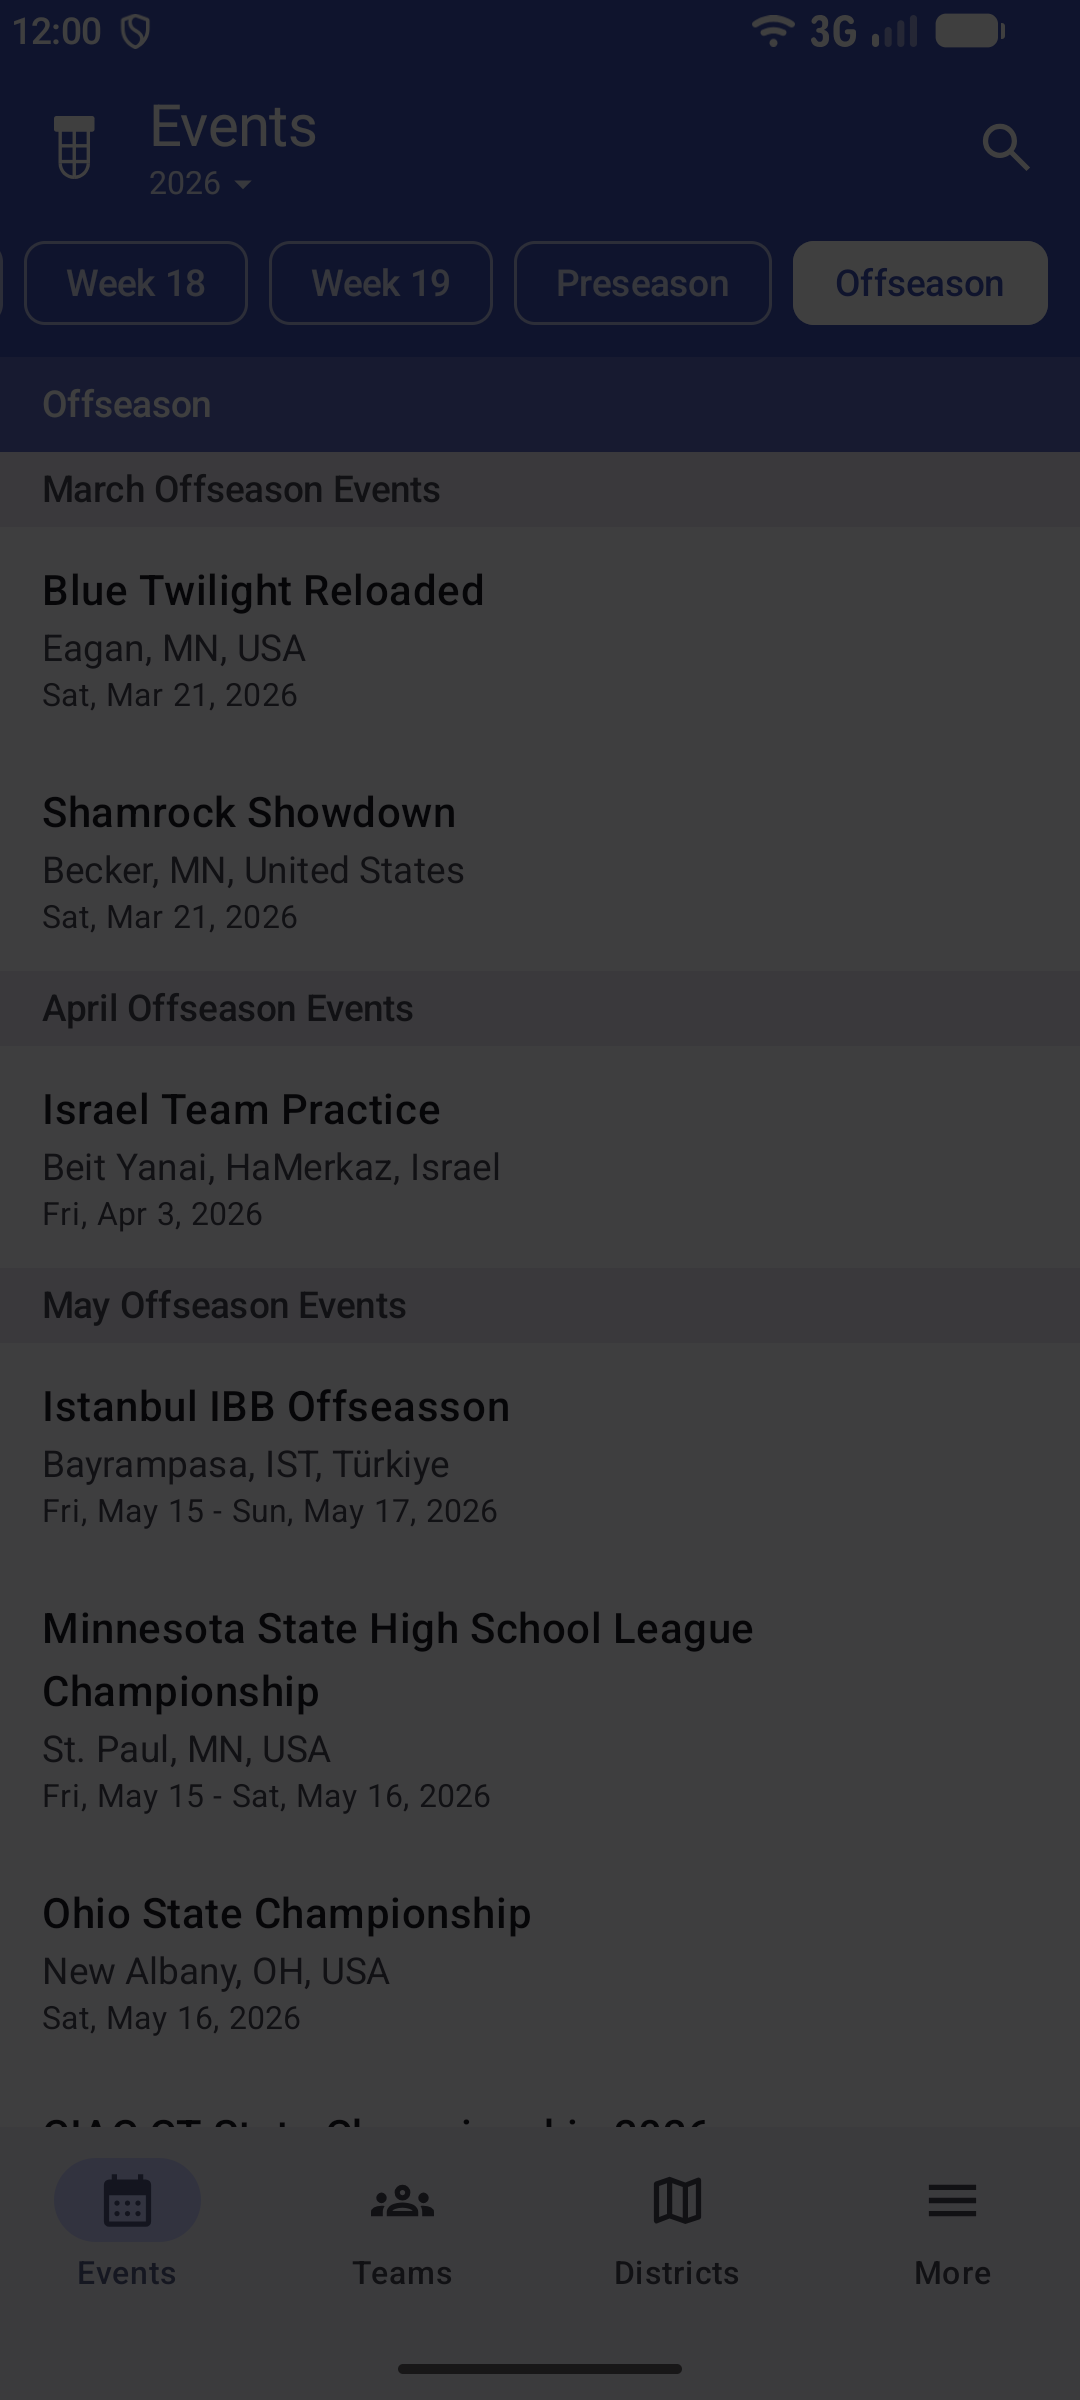 12:00
3G
Events
2026
Week 18
Week 19
Preseason
Offseason
Offseason
March Offseason Events
Blue Twilight Reloaded
Eagan, MN, USA
Sat, Mar 21, 2026
Shamrock Showdown
Becker, MN, United States
Sat, Mar 21, 2026
April Offseason Events
Israel Team Practice
Beit Yanai, HaMerkaz, Israel
Fri, Apr 3, 2026
May Offseason Events
Istanbul IBB Offseasson
Bayrampasa, IST, Türkiye
Fri, May 15 - Sun, May 17, 2026
Minnesota State High School League
Championship
St. Paul, MN, USA
Fri, May 15 - Sat, May 16, 2026
Ohio State Championship
New Albany, OH, USA
Sat, May 16, 2026
State Championship 2026
Events
Teams
Districts
More